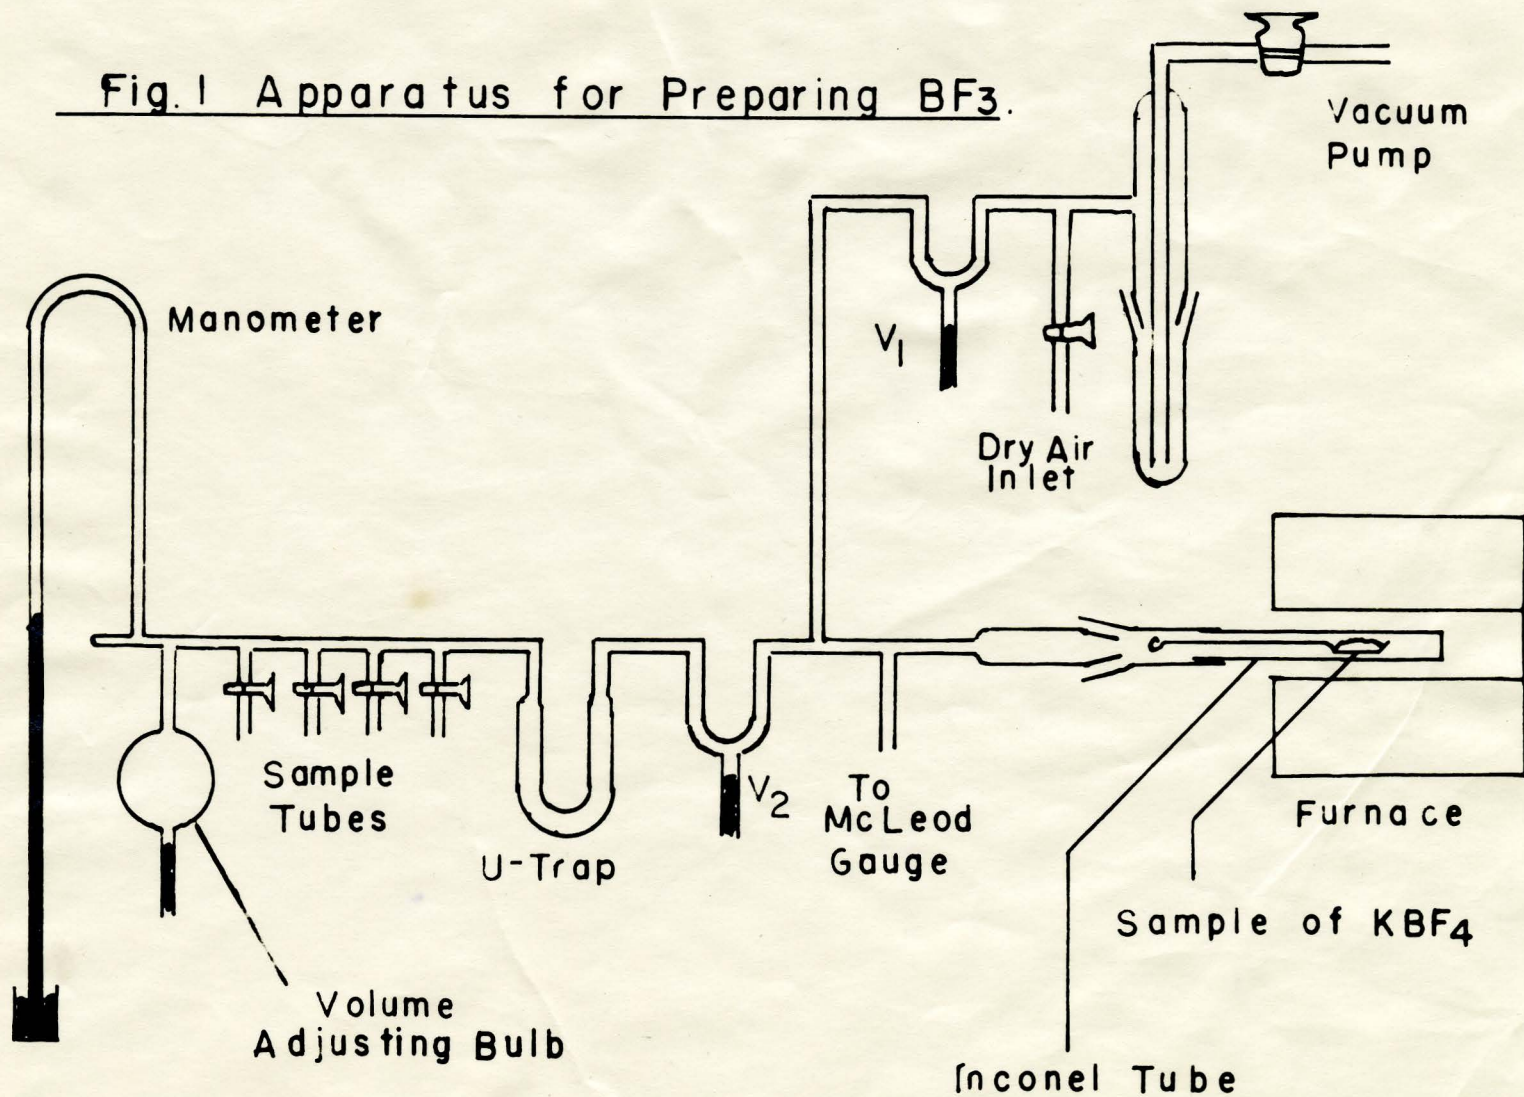 Fig. 1 Apparatus for Preparing BF3.
Vacuum
Pump
Manometer
V1
Dry Air
Inlet
Sample
Tubes
U-Trap
V2
To
McLeod
Gauge
Furnace
Sample of KBF4
Volume
Adjusting Bulb
Inconel Tube